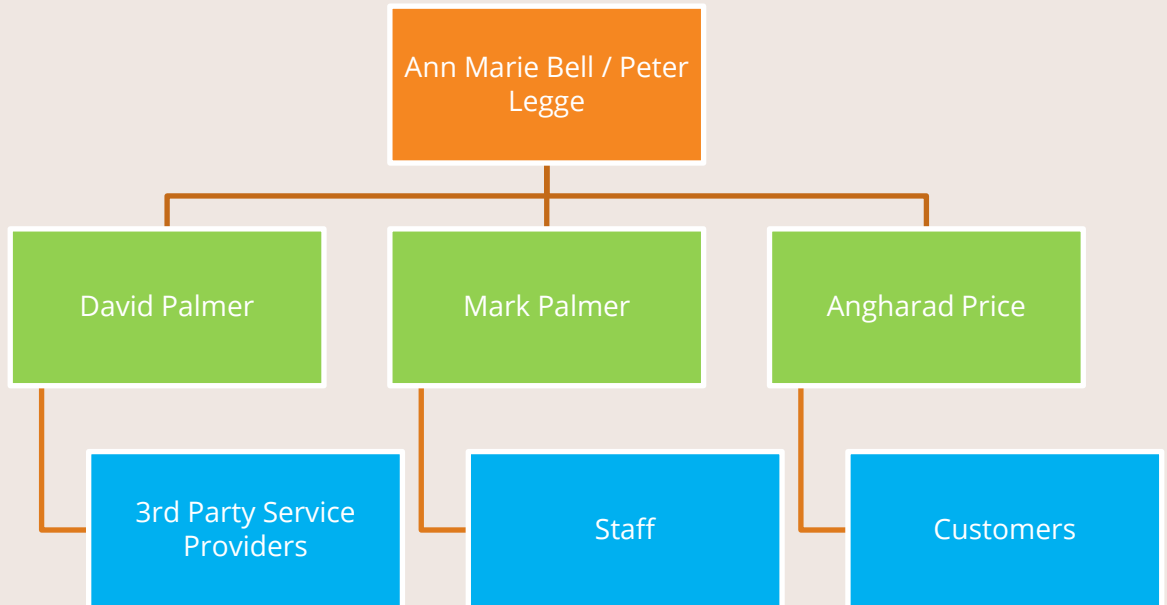 Ann Marie Bell / Peter
Legge
David Palmer
Mark Palmer
Angharad Price
3rd Party Service
Providers
Staff
Customers